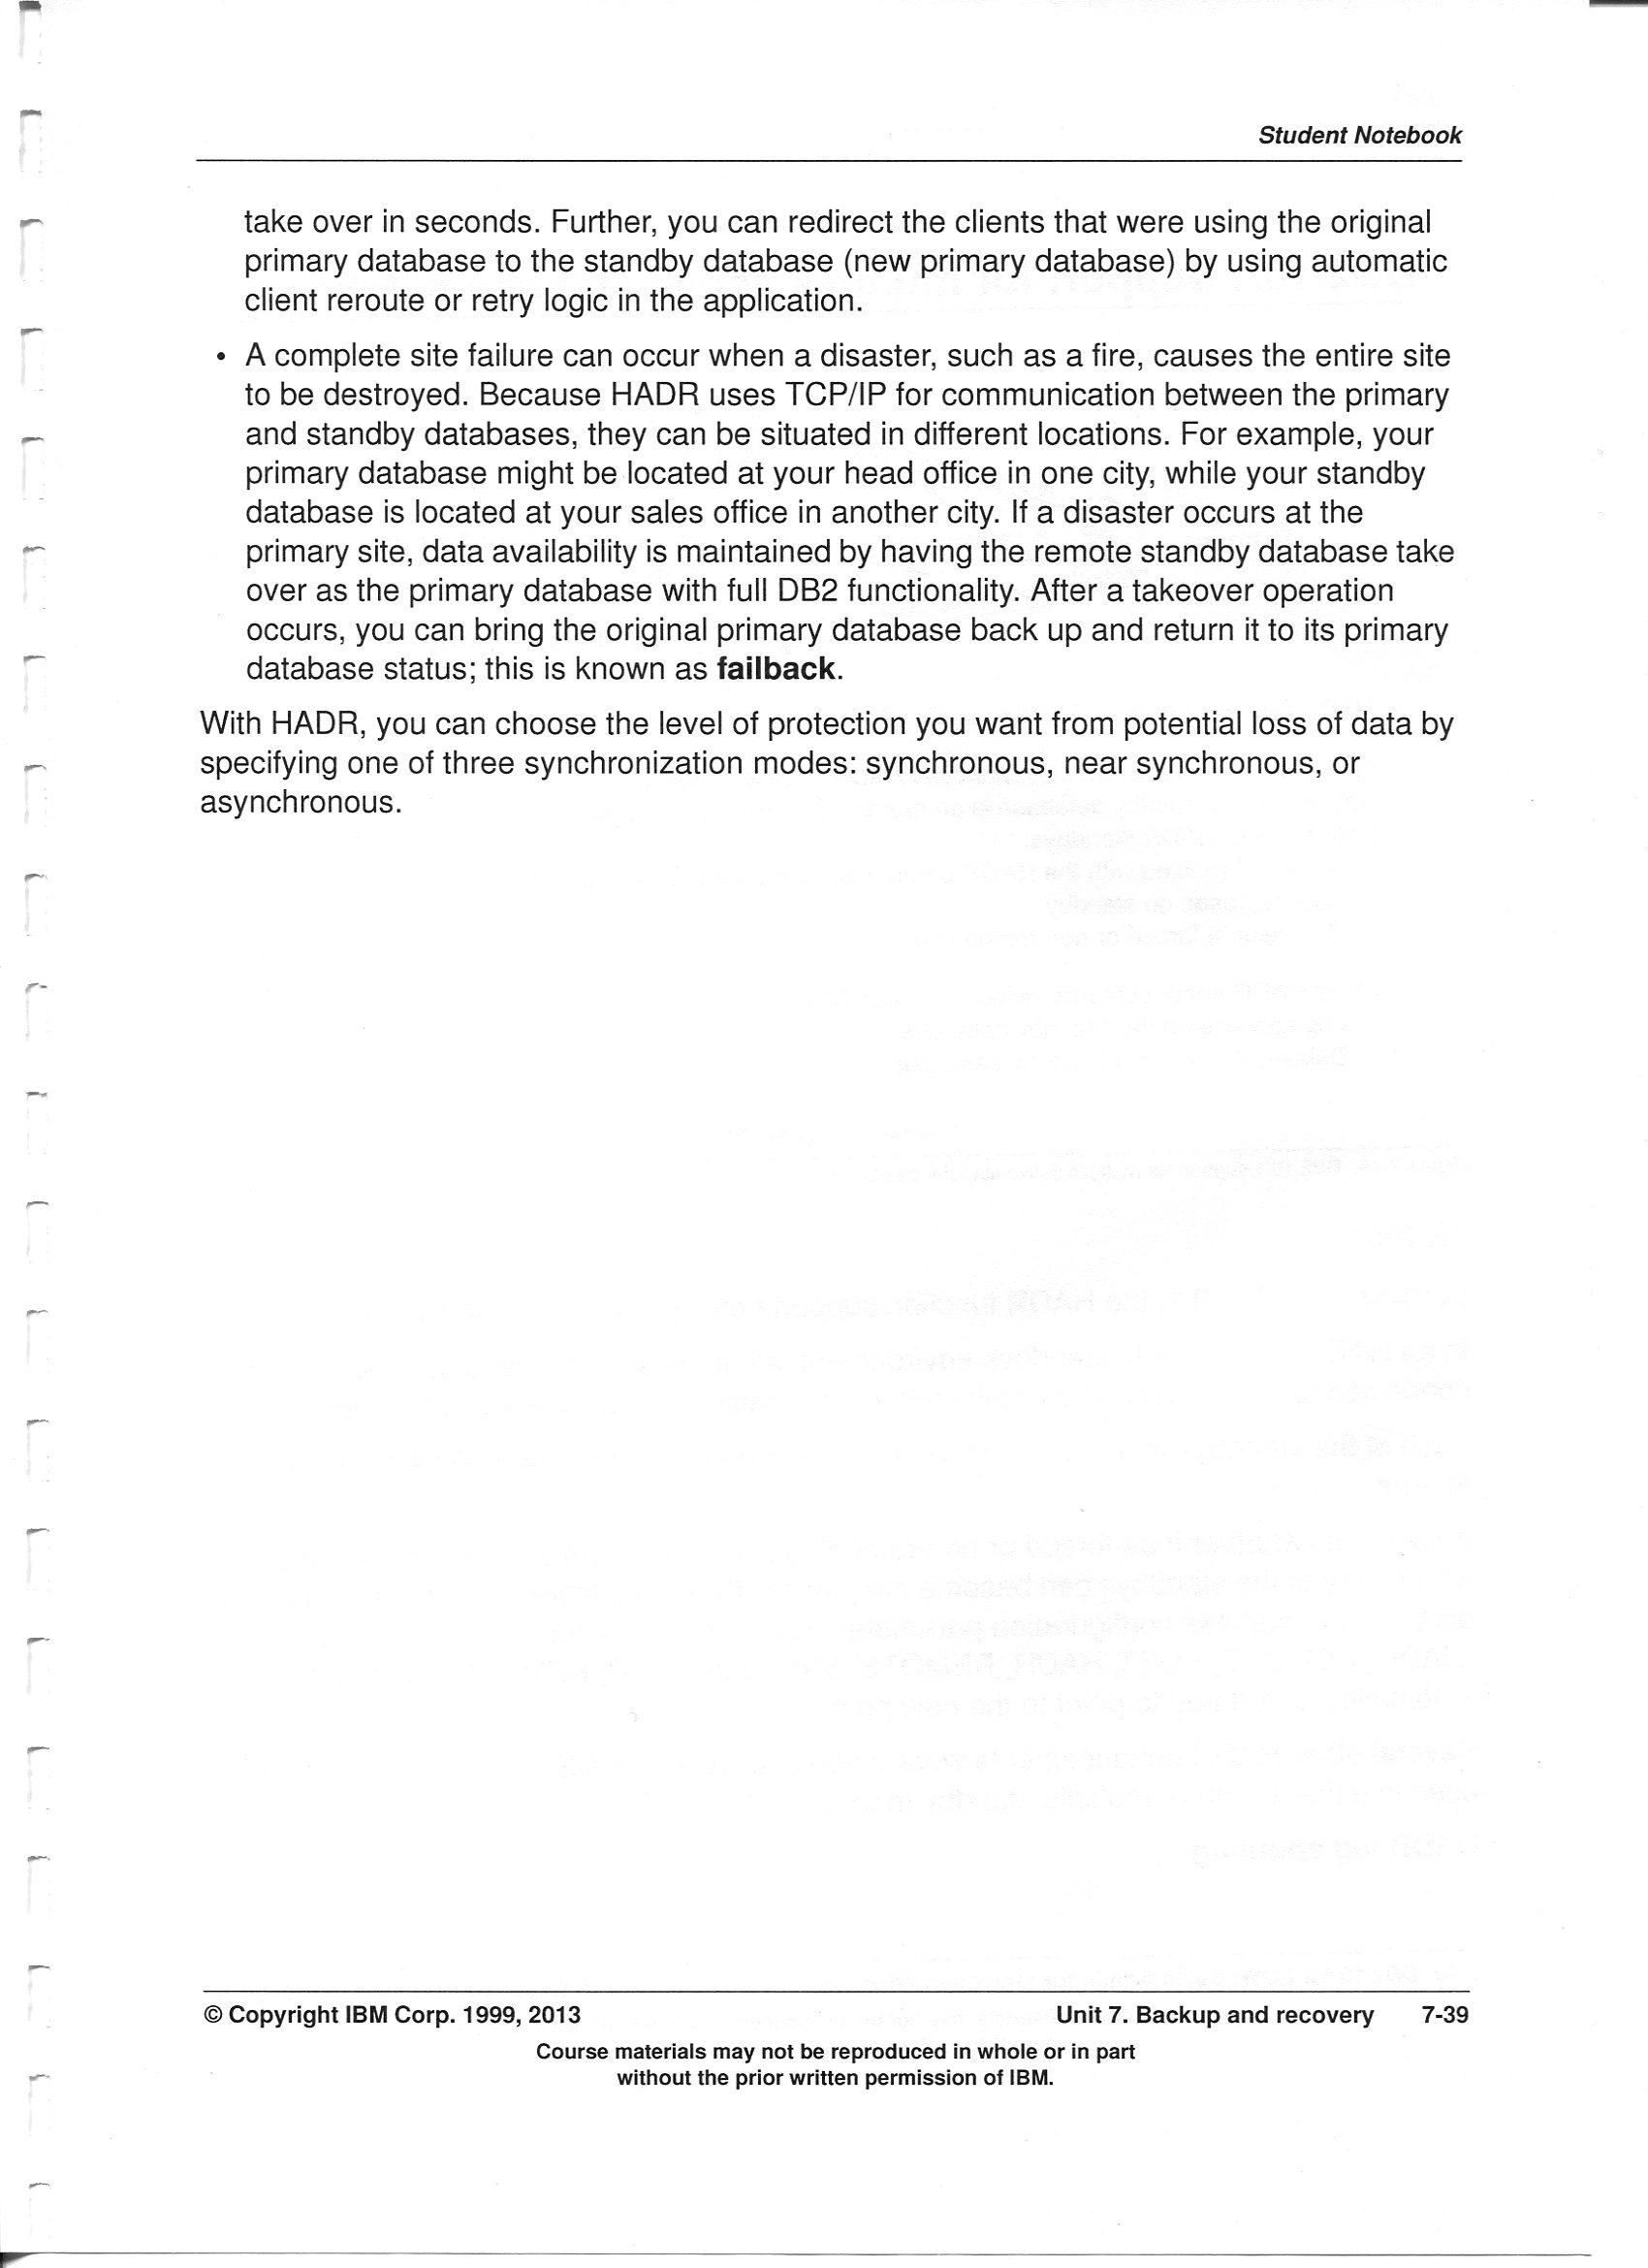 Student Notebook
take over in seconds. Further, you can redirect the clients that were using the original
primary database to the standby database (new primary database) by using automatic
client reroute or retry logic in the application.
• A complete site failure can occur when a disaster, such as a fire, causes the entire site
to be destroyed. Because HADR uses TCP/IP for communication between the primary
and standby databases, they can be situated in different locations. For example, your
primary database might be located at your head office in one city, while your standby
database is located at your sales office in another city. If a disaster occurs at the
primary site, data availability is maintained by having the remote standby database take
over as the primary database with full DB2 functionality. After a takeover operation
occurs, you can bring the original primary database back up and return it to its primary
database status; this is known as failback.
With HADR, you can choose the level of protection you want from potential loss of data by
specifying one of three synchronization modes: synchronous, near synchronous, or
asynchronous.
© Copyright IBM Corp. 1999, 2013 Unit 7. Backup and recovery 7-39
Course materials may not be reproduced in whole or in part
without the prior written permission of IBM.